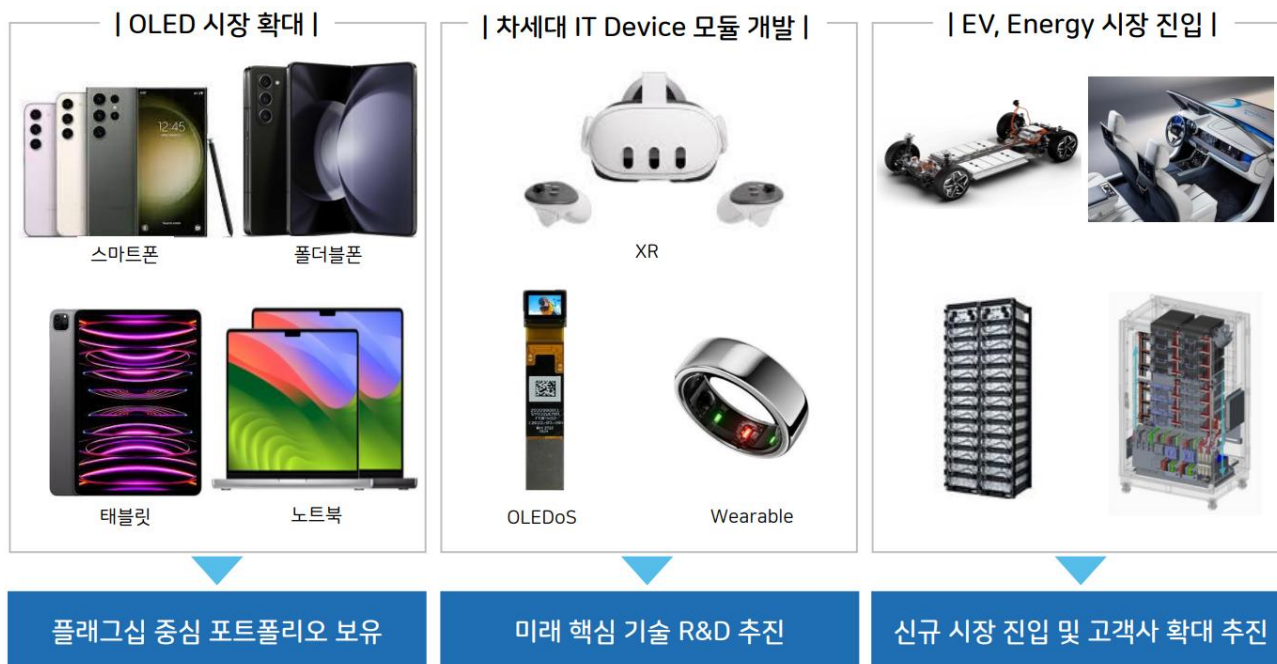 | OLED 시장 확대 |
스마트폰
폴더블폰
태블릿
노트북
플래그십 중심 포트폴리오 보유
| 차세대 IT Device 모듈 개발 |
XR
OLEDoS
Wearable
미래 핵심 기술 R&D 추진
| EV, Energy 시장 진입 |
신규 시장 진입 및 고객사 확대 추진
12:45